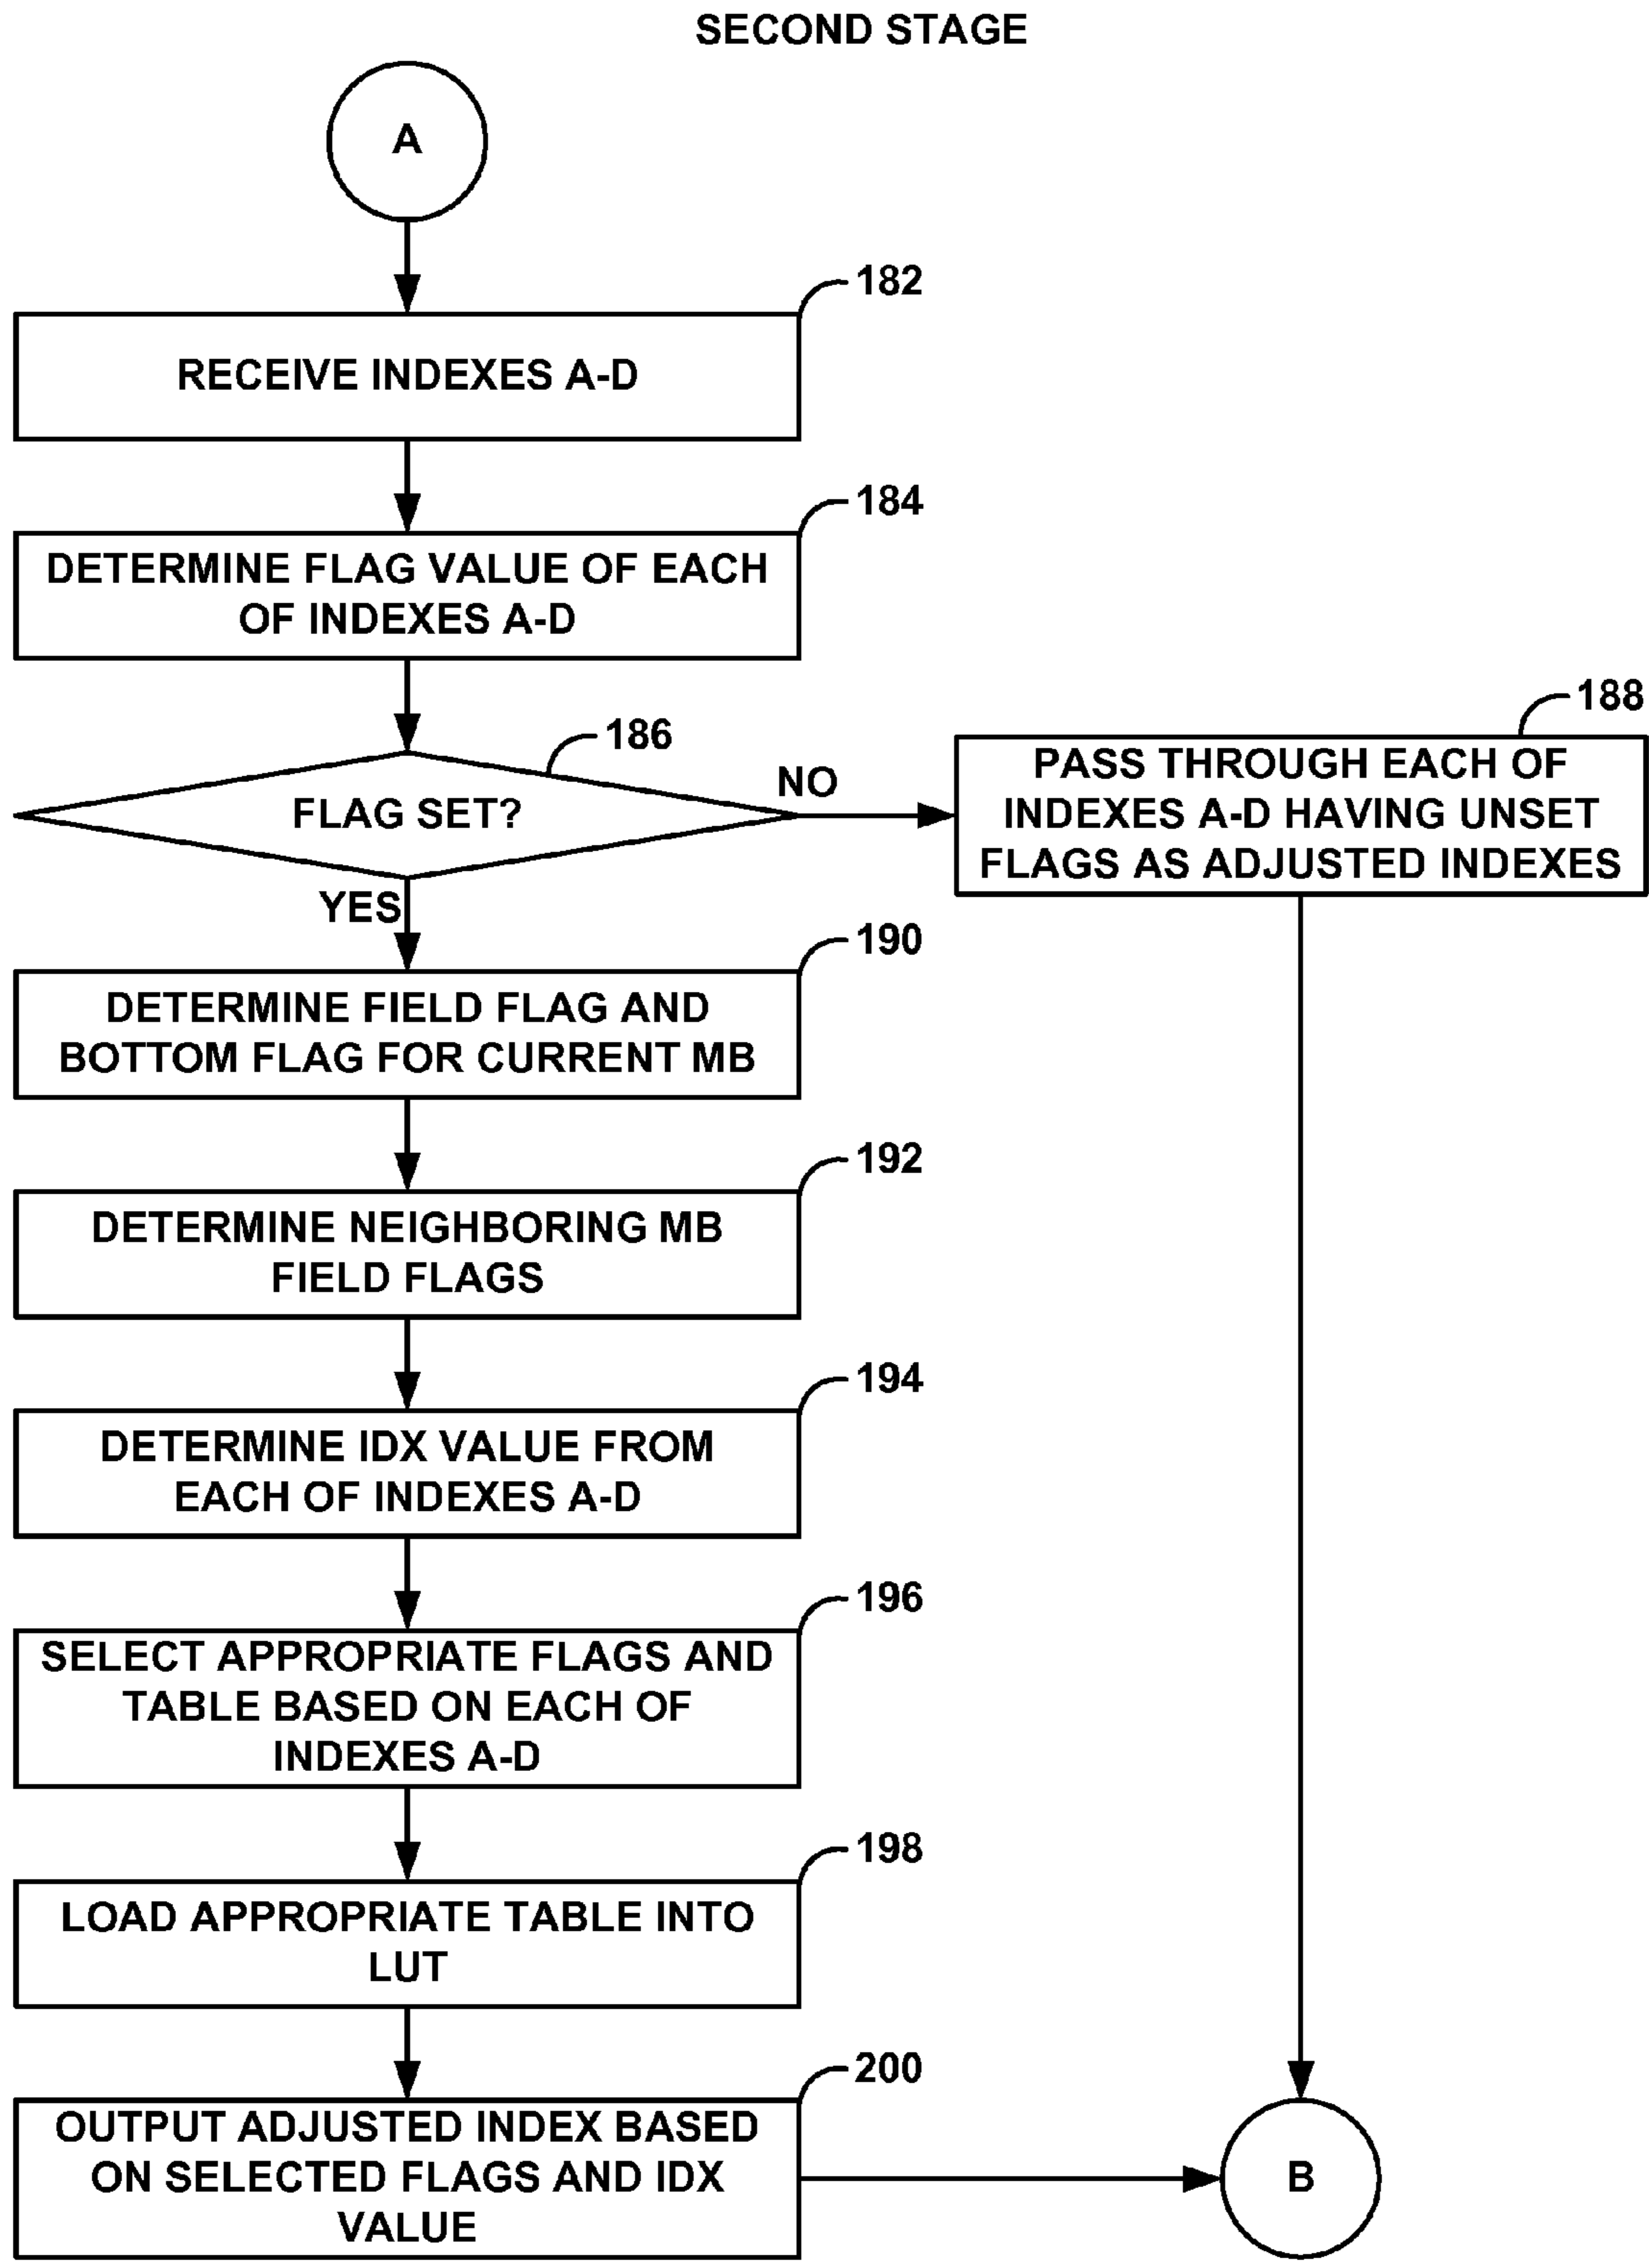 SECOND STAGE
A
182
RECEIVE INDEXES A-D
184
DETERMINE FLAG VALUE OF EACH
OF INDEXES A-D
186
FLAG SET?
NO
YES
188
PASS THROUGH EACH OF
INDEXES A-D HAVING UNSET
FLAGS AS ADJUSTED INDEXES
190
DETERMINE FIELD FLAG AND
BOTTOM FLAG FOR CURRENT MB
192
DETERMINE NEIGHBORING MB
FIELD FLAGS
194
DETERMINE IDX VALUE FROM
EACH OF INDEXES A-D
196
SELECT APPROPRIATE FLAGS AND
TABLE BASED ON EACH OF
INDEXES A-D
198
LOAD APPROPRIATE TABLE INTO
LUT
200
OUTPUT ADJUSTED INDEX BASED
ON SELECTED FLAGS AND IDX
VALUE
B